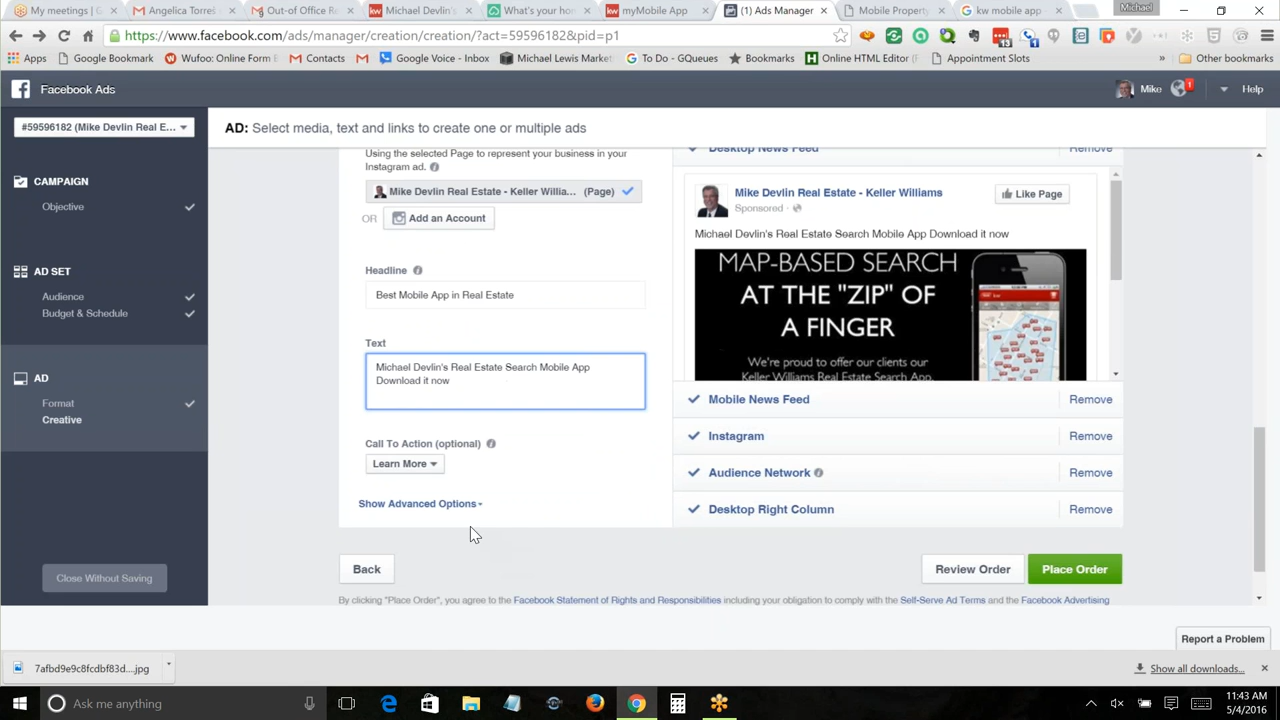 My meetings | G
Angelica Torrei
Out-of Office R
Michael Devlin's
What's your ho
myMobile App
(1) Ads Manager
Mobile Property
kw mobile app
Michael
https://www.facebook.com/ads/manager/creation/creation/?act=59596182&pid=p1
Apps
Google Bookmark
Wufoo: Online Form
Contacts
Google Voice - Inbox
Michael Lewis Market
To Do - GQueues
Bookmarks
Online HTML Editor
Appointment Slots
»
Other bookmarks
Facebook Ads
Mike
1
Help
#59596182 (Mike Devlin Real E...
AD: Select media, text and links to create one or multiple ads
CAMPAIGN
Objective
AD SET
Audience
Budget & Schedule
AD
Format
Creative
Close Without Saving
Using the selected Page to represent your business in your
Instagram ad.
Mike Devlin Real Estate - Keller Willia... (Page)
OR
Add an Account
Headline
Best Mobile App in Real Estate
Text
Michael Devlin's Real Estate Search Mobile App
Download it now
Call To Action (optional)
Learn More
Show Advanced Options
Desktop News Feed
Remove
Mike Devlin Real Estate - Keller Williams
Sponsored
Like Page
Michael Devlin's Real Estate Search Mobile App Download it now
MAP-BASED SEARCH
AT THE "ZIP" OF
A FINGER
We're proud to offer our clients our
Keller Williams Real Estate Search App.
Mobile News Feed
Remove
Instagram
Remove
Audience Network
Remove
Desktop Right Column
Remove
Back
Review Order
Place Order
By clicking "Place Order", you agree to the Facebook Statement of Rights and Responsibilities including your obligation to comply with the Self-Serve Ad Terms and the Facebook Advertising
Report a Problem
7afbd9e9c8fcdbf83d....jpg
Show all downloads...
Ask me anything
11:43 AM
5/4/2016